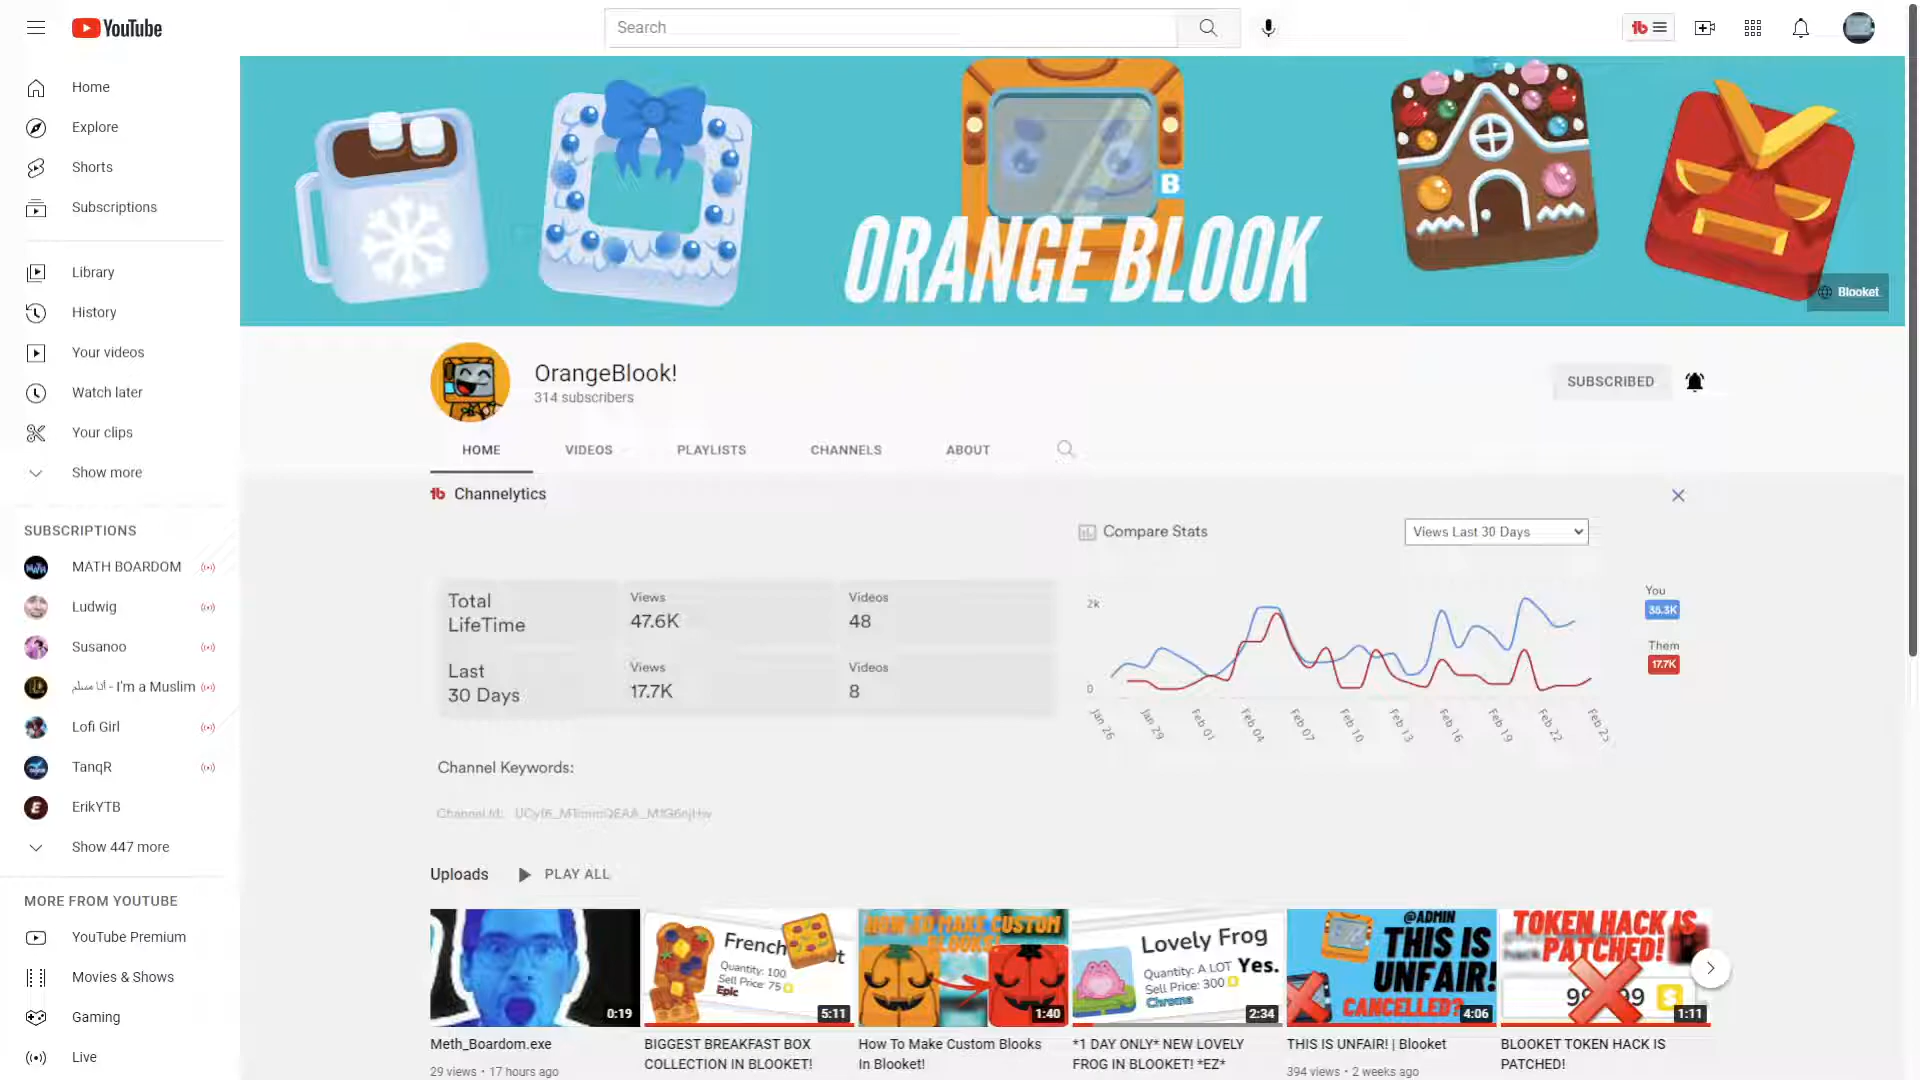 YouTube
Search
Home
Explore
Shorts
Subscriptions
Library
History
Your videos
Watch later
Your clips
Show more
SUBSCRIPTIONS
MATH BOARDOM
Ludwig
Susanoo
أنا مسلم - I'm a Muslim
Lofi Girl
TanqR
ErikYTB
Show 447 more
MORE FROM YOUTUBE
YouTube Premium
Movies & Shows
Gaming
Live
B
ORANGE BLOOK
Blooket
OrangeBlook!
314 subscribers
SUBSCRIBED
HOME
VIDEOS
PLAYLISTS
CHANNELS
ABOUT
Channelytics
Compare Stats
Views Last 30 Days
Total LifeTime
Views
47.6K
Videos
48
Last 30 Days
Views
17.7K
Videos
8
2k
0
Jan 26
Jan 29
Feb 01
Feb 04
Feb 07
Feb 10
Feb 13
Feb 16
Feb 19
Feb 22
You
Them
17.7K
Channel Keywords:
Channel Id:
Uploads
PLAY ALL
0:19
French
Quantity: 100
Sell Price: 75
Epic
5:11
HOW TO MAKE CUSTOM
BLOOKS!
1:40
Lovely Frog
Quantity: A LOT Yes.
Sell Price: 300
Chroma
2:34
@ADMIN
THIS IS
UNFAIR!
CANCELLED?
4:06
TOKEN HACK IS
PATCHED!
1:11
Meth_Boardom.exe
29 views • 17 hours ago
BIGGEST BREAKFAST BOX
COLLECTION IN BLOOKET!
How To Make Custom Blooks
In Blooket!
*1 DAY ONLY* NEW LOVELY
FROG IN BLOOKET! *EZ*
THIS IS UNFAIR! | Blooket
394 views • 2 weeks ago
BLOOKET TOKEN HACK IS
PATCHED!